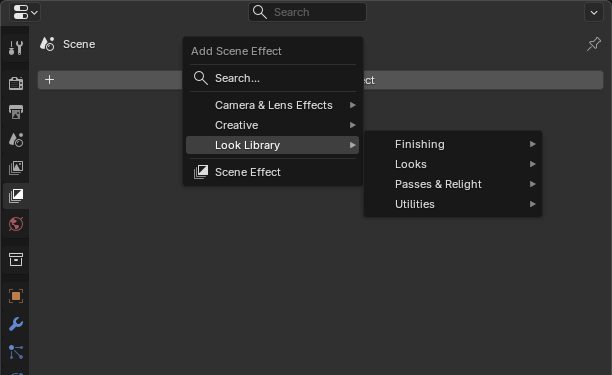 Search
Scene
Add Scene Effect
ect
Search...
Camera & Lens Effects
Creative
Look Library
Scene Effect
Finishing
Looks
Passes & Relight
Utilities